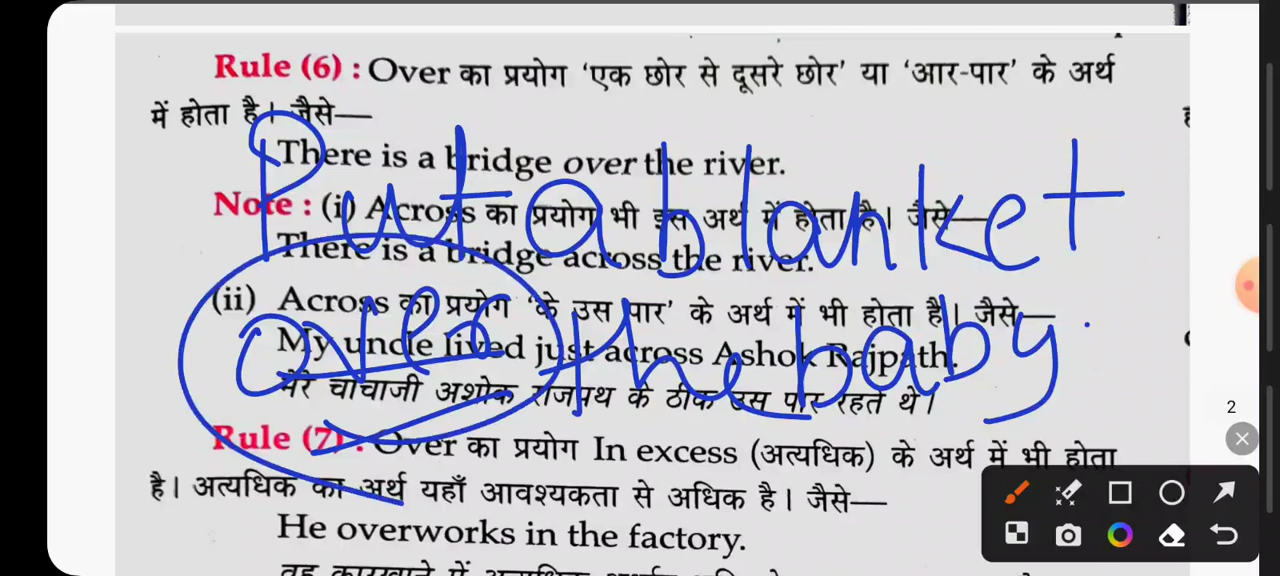 Rule (6) : Over का प्रयोग ‘एक छोर से दूसरे छोर’ या ‘आर-पार’ के अर्थ
में होता है। जैसे—
There is a bridge over the river.
Note : (i) Across का प्रयोग भी इस अर्थ में होता है। जैसे—
There is a bridge across the river.
(ii) Across का प्रयोग ‘के उस पार’ के अर्थ में भी होता है। जैसे—
My uncle lived just across Ashok Rajpath.
मेरे चाचाजी अशोक राजपथ के ठीक उस पार रहते थे।
Rule (7) : Over का प्रयोग In excess (अत्यधिक) के अर्थ में भी होता
है। अत्यधिक का अर्थ यहाँ आवश्यकता से अधिक है। जैसे—
He overworks in the factory.
Put a blanket
over the baby.
2